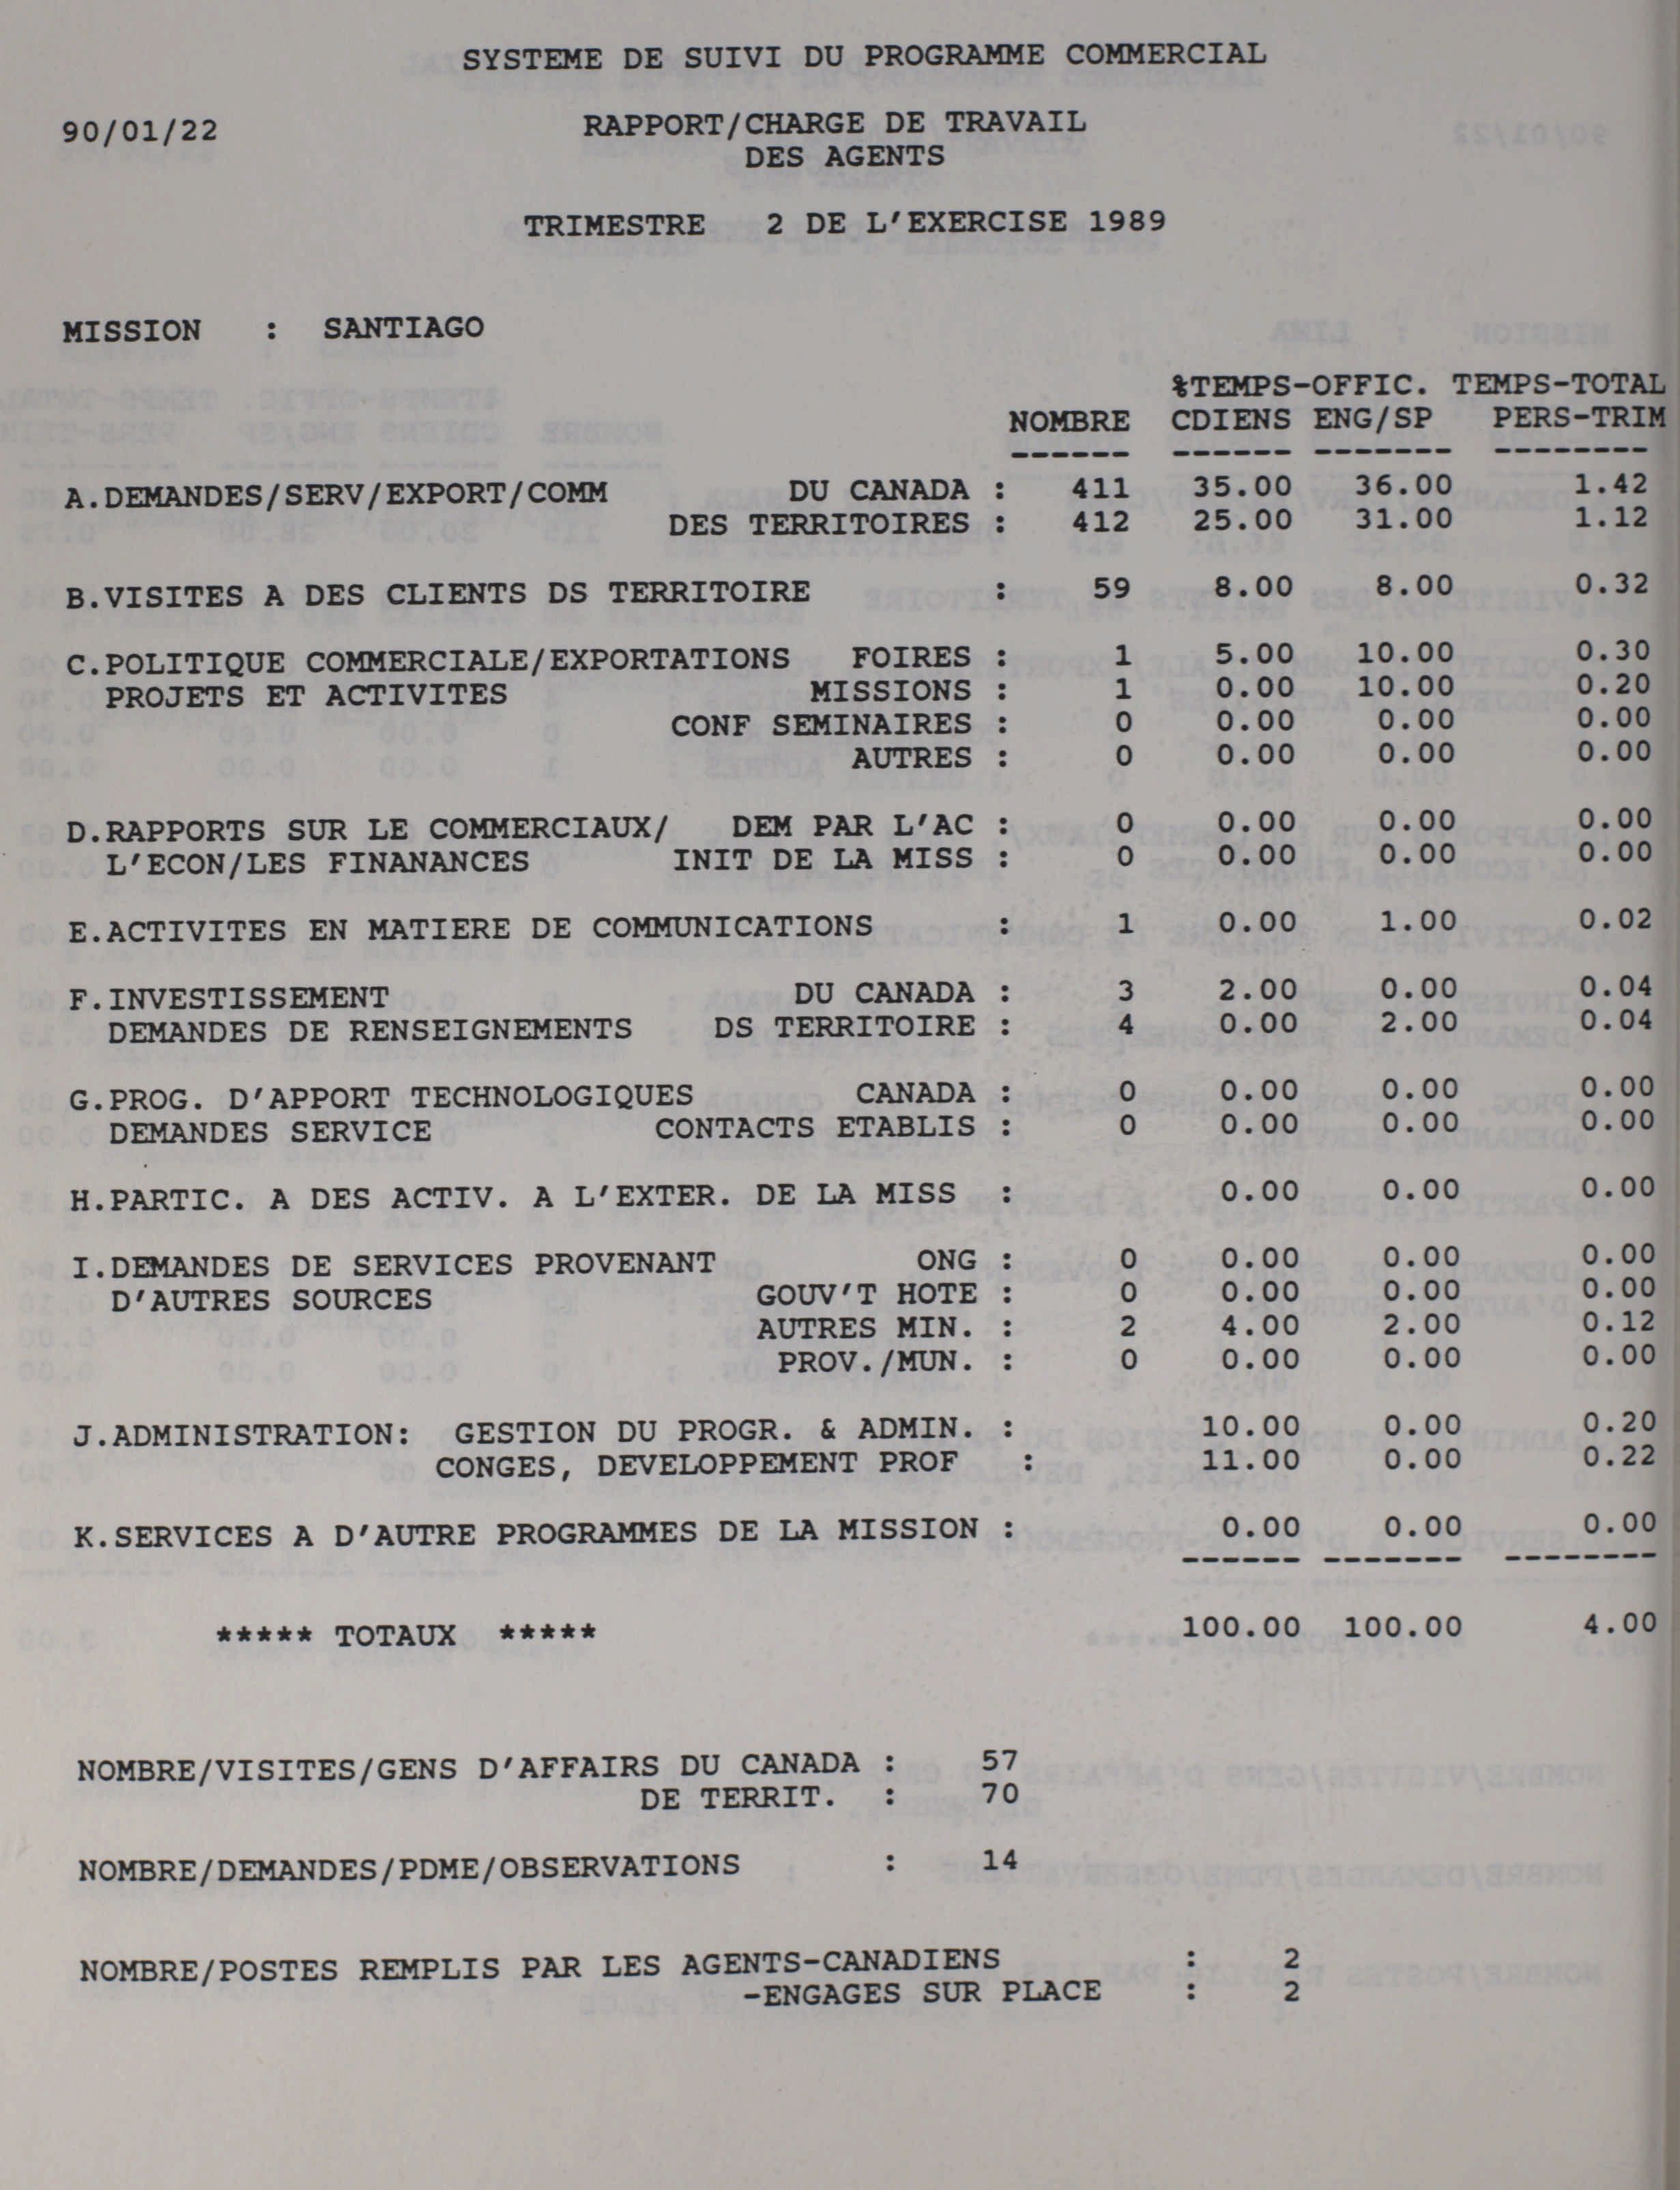 SYSTEME DE SUIVI DU PROGRAMME COMMERCIAL
90/01/22 RAPPORT/CHARGE DE TRAVAIL
DES AGENTS
TRIMESTRE 2 DE L'EXERCISE 1989
MISSION : SANTIAGO
%TEMPS-OFFIC. TEMPS-TOTAL
NOMBRE CDIENS ENG/SP PERS-TRIM
------ ------ ------- --------
A.DEMANDES/SERV/EXPORT/COMM DU CANADA : 411 35.00 36.00 1.42
DES TERRITOIRES : 412 25.00 31.00 1.12
B.VISITES A DES CLIENTS DS TERRITOIRE : 59 8.00 8.00 0.32
C.POLITIQUE COMMERCIALE/EXPORTATIONS FOIRES : 1 5.00 10.00 0.30
PROJETS ET ACTIVITES MISSIONS : 1 0.00 10.00 0.20
CONF SEMINAIRES : 0 0.00 0.00 0.00
AUTRES : 0 0.00 0.00 0.00
D.RAPPORTS SUR LE COMMERCIAUX/ DEM PAR L'AC : 0 0.00 0.00 0.00
L'ECON/LES FINANANCES INIT DE LA MISS : 0 0.00 0.00 0.00
E.ACTIVITES EN MATIERE DE COMMUNICATIONS : 1 0.00 1.00 0.02
F.INVESTISSEMENT DU CANADA : 3 2.00 0.00 0.04
DEMANDES DE RENSEIGNEMENTS DS TERRITOIRE : 4 0.00 2.00 0.04
G.PROG. D'APPORT TECHNOLOGIQUES CANADA : 0 0.00 0.00 0.00
DEMANDES SERVICE CONTACTS ETABLIS : 0 0.00 0.00 0.00
H.PARTIC. A DES ACTIV. A L'EXTER. DE LA MISS : 0.00 0.00 0.00
I.DEMANDES DE SERVICES PROVENANT ONG : 0 0.00 0.00 0.00
D'AUTRES SOURCES GOUV'T HOTE : 0 0.00 0.00 0.00
AUTRES MIN. : 2 4.00 2.00 0.12
PROV./MUN. : 0 0.00 0.00 0.00
J.ADMINISTRATION: GESTION DU PROGR. & ADMIN. : 10.00 0.00 0.20
CONGES, DEVELOPPEMENT PROF : 11.00 0.00 0.22
K.SERVICES A D'AUTRE PROGRAMMES DE LA MISSION : 0.00 0.00 0.00
------ ------- --------
***** TOTAUX ***** 100.00 100.00 4.00
NOMBRE/VISITES/GENS D'AFFAIRS DU CANADA : 57
DE TERRIT. : 70
NOMBRE/DEMANDES/PDME/OBSERVATIONS : 14
NOMBRE/POSTES REMPLIS PAR LES AGENTS-CANADIENS : 2
-ENGAGES SUR PLACE : 2